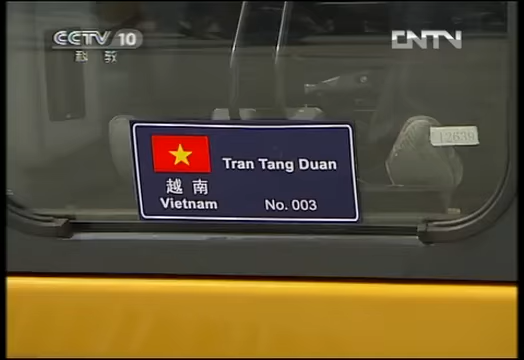 CCTV 10
科教
CNTV
12639
Tran Tang Duan
越南
Vietnam
No. 003